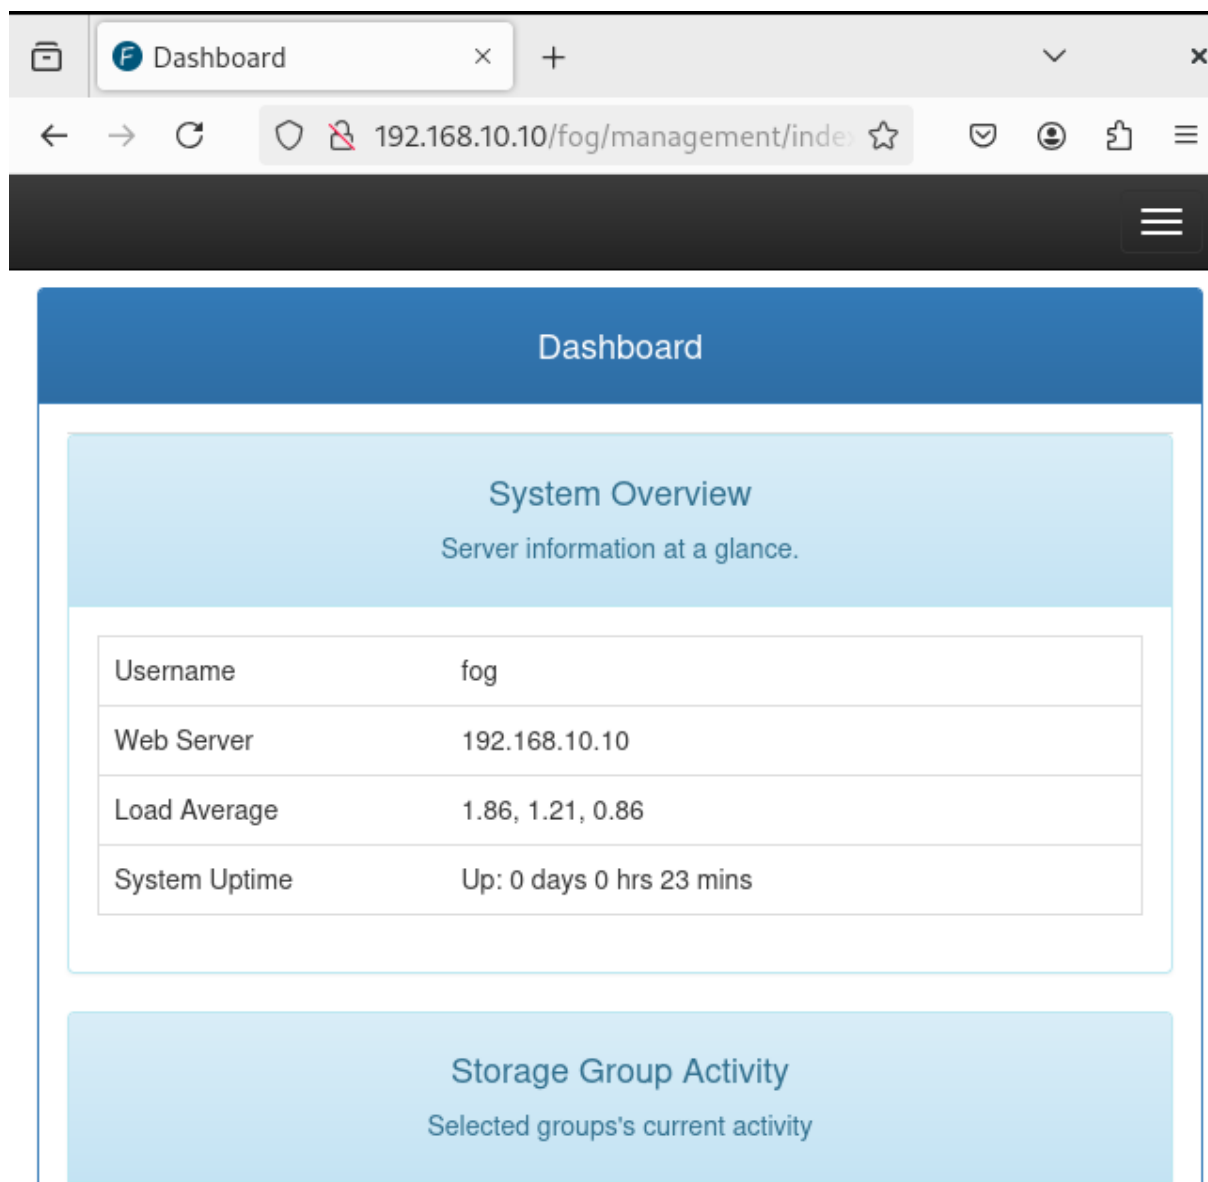 Dashboard
192.168.10.10/fog/management/inde
Dashboard
System Overview
Server information at a glance.
Username fog
Web Server 192.168.10.10
Load Average 1.86, 1.21, 0.86
System Uptime Up: 0 days 0 hrs 23 mins
Storage Group Activity
Selected groups's current activity